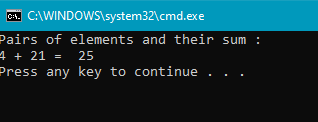 C:\WINDOWS\system32\cmd.exe
Pairs of elements and their sum :
4 + 21 =  25
Press any key to continue . . .